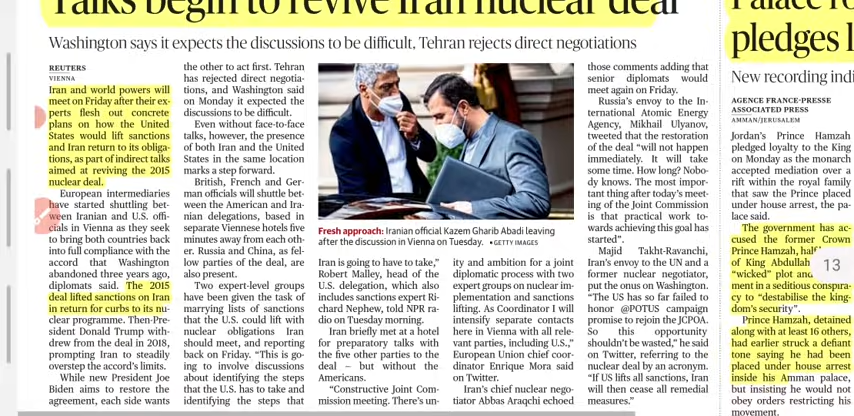 Talks begin to revive Iran nuclear deal
Washington says it expects the discussions to be difficult, Tehran rejects direct negotiations
REUTERS
VIENNA
Iran and world powers will
meet on Friday after their ex-
perts flesh out concrete
plans on how the United
States would lift sanctions
and Iran return to its obliga-
tions, as part of indirect talks
aimed at reviving the 2015
nuclear deal.
European intermediaries
have started shuttling bet-
ween Iranian and U.S. offi-
cials in Vienna as they seek
to bring both countries back
into full compliance with the
accord that Washington
abandoned three years ago,
diplomats said. The 2015
deal lifted sanctions on Iran
in return for curbs to its nu-
clear programme. Then-Pre-
sident Donald Trump with-
drew from the deal in 2018,
prompting Iran to steadily
overstep the accord's limits.
While new President Joe
Biden aims to restore the
agreement, each side wants
the other to act first. Tehran
has rejected direct negotia-
tions, and Washington said
on Monday it expected the
discussions to be difficult.
Even without face-to-face
talks, however, the presence
of both Iran and the United
States in the same location
marks a step forward.
British, French and Ger-
man officials will shuttle bet-
ween the American and Ira-
nian delegations, based in
separate Viennese hotels five
minutes away from each oth-
er. Russia and China, as fel-
low parties of the deal, are
also present.
Two expert-level groups
have been given the task of
marrying lists of sanctions
that the U.S. could lift with
nuclear obligations Iran
should meet, and reporting
back on Friday. "This is go-
ing to involve discussions
about identifying the steps
that the U.S. has to take and
identifying the steps that
Fresh approach: Iranian official Kazem Gharib Abadi leaving
after the discussion in Vienna on Tuesday. GETTY IMAGES
Iran is going to have to take,"
Robert Malley, head of the
U.S. delegation, which also
includes sanctions expert Ri-
chard Nephew, told NPR ra-
dio on Tuesday morning.
Iran briefly met at a hotel
for preparatory talks with
the five other parties to the
deal – but without the
Americans.
"Constructive Joint Com-
mission meeting. There's un-
ity and ambition for a joint
diplomatic process with two
expert groups on nuclear im-
plementation and sanctions
lifting. As Coordinator I will
intensify separate contacts
here in Vienna with all rele-
vant parties, including U.S.,"
European Union chief coor-
dinator Enrique Mora said
on Twitter.
Iran's chief nuclear nego-
tiator Abbas Araqchi echoed
those comments adding that
senior diplomats would
meet again on Friday.
Russia's envoy to the In-
ternational Atomic Energy
Agency, Mikhail Ulyanov,
tweeted that the restoration
of the deal "will not happen
immediately. It will take
some time. How long? Nobo-
dy knows. The most impor-
tant thing after today's meet-
ing of the Joint Commission
is that practical work to-
wards achieving this goal has
started".
Majid Takht-Ravanchi,
Iran's envoy to the UN and a
former nuclear negotiator,
put the onus on Washington.
"The US has so far failed to
honor @POTUS campaign
promise to rejoin the JCPOA.
So this opportunity
shouldn't be wasted," he said
on Twitter, referring to the
nuclear deal by an acronym.
"If US lifts all sanctions, Iran
will then cease all remedial
measures."
Palace
pledges
New recording
AGENCE FRANCE-PRESSE
ASSOCIATED PRESS
AMMAN/JERUSALEM
Jordan's Prince Hamzah
pledged loyalty to the King
on Monday as the monarch
accepted mediation over a
rift within the royal family
that saw the Prince placed
under house arrest, the pa-
lace said.
The government has ac-
cused the former Crown
Prince Hamzah,
of King
"wicked" plot
ment in a seditious conspira-
cy to "destabilise the king-
dom's security".
Prince Hamzah, detained
along with at least 16 others,
had earlier struck a defiant
tone saying he had been
placed under house arrest
inside his Amman palace,
but insisting he would not
obey orders restricting his
movement.
13